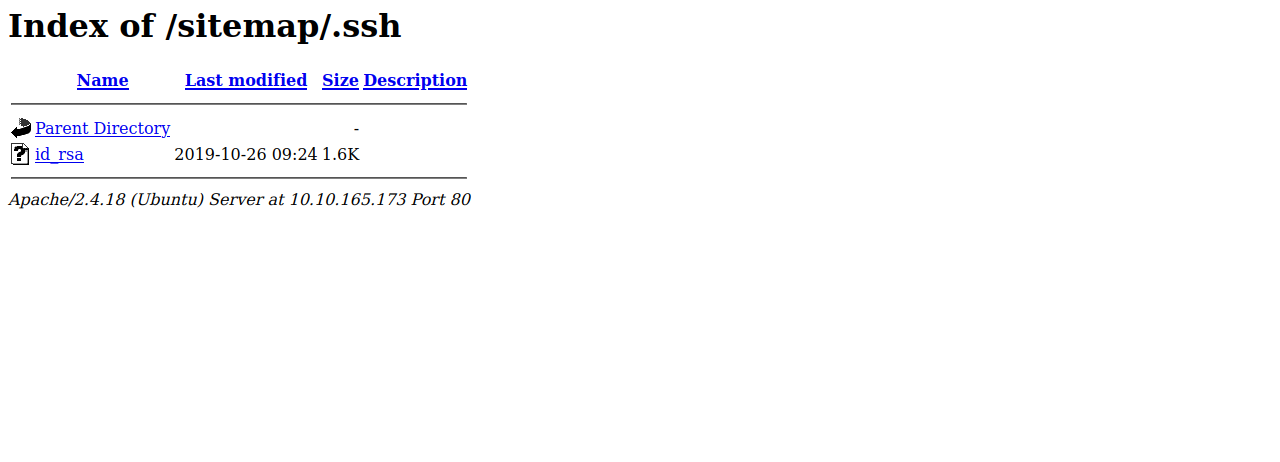 Index of /sitemap/.ssh
Name Last modified Size Description
Parent Directory -
id_rsa 2019-10-26 09:24 1.6K
Apache/2.4.18 (Ubuntu) Server at 10.10.165.173 Port 80